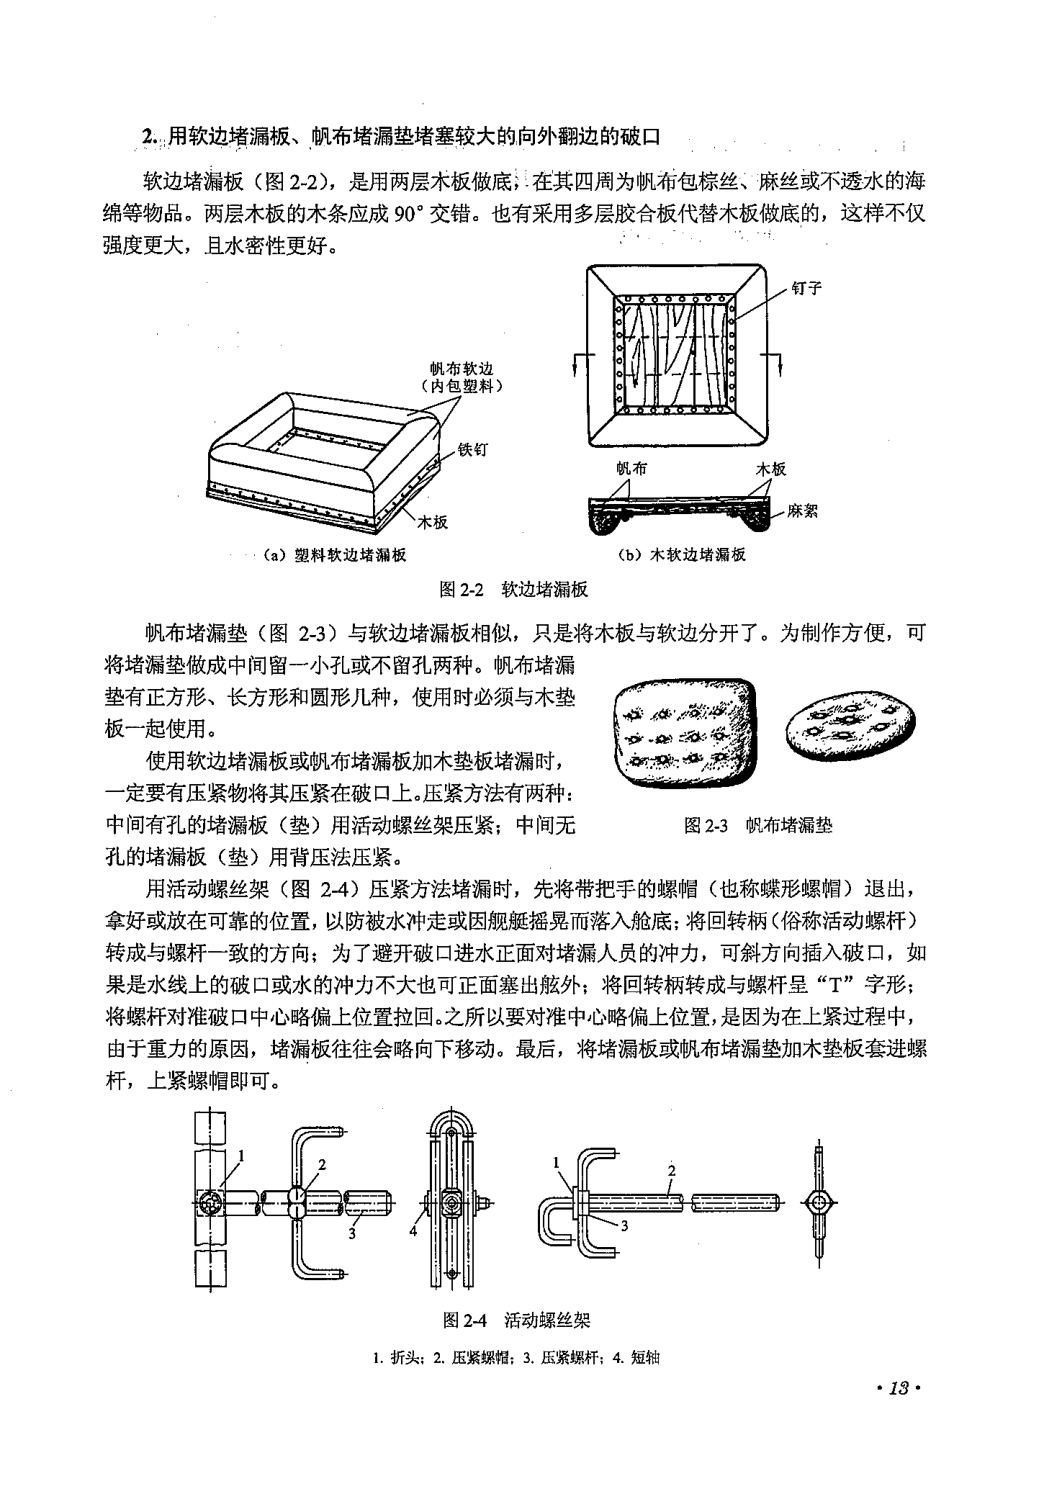 2. 用软边堵漏板、帆布堵漏垫堵塞较大的向外翻边的破口
软边堵漏板（图 2-2），是用两层木板做底，在其四周为帆布包棕丝、麻丝或不透水的海
绵等物品。两层木板的木条应成 90° 交错。也有采用多层胶合板代替木板做底的，这样不仅
强度更大，且水密性更好。
帆布软边
（内包塑料）
铁钉
木板
（a）塑料软边堵漏板
钉子
帆布
木板
麻絮
（b）木软边堵漏板
图 2-2 软边堵漏板
帆布堵漏垫（图 2-3）与软边堵漏板相似，只是将木板与软边分开了。为制作方便，可
将堵漏垫做成中间留一小孔或不留孔两种。帆布堵漏
垫有正方形、长方形和圆形几种，使用时必须与木垫
板一起使用。
使用软边堵漏板或帆布堵漏板加木垫板堵漏时，
一定要有压紧物将其压紧在破口上。压紧方法有两种：
中间有孔的堵漏板（垫）用活动螺丝架压紧；中间无
孔的堵漏板（垫）用背压法压紧。
图 2-3 帆布堵漏垫
用活动螺丝架（图 2-4）压紧方法堵漏时，先将带把手的螺帽（也称蝶形螺帽）退出，
拿好或放在可靠的位置，以防被水冲走或因舰艇摇晃而落入舱底；将回转柄（俗称活动螺杆）
转成与螺杆一致的方向；为了避开破口进水正面对堵漏人员的冲力，可斜方向插入破口，如
果是水线上的破口或水的冲力不大也可正面塞出舷外；将回转柄转成与螺杆呈“T”字形；
将螺杆对准破口中心略偏上位置拉回。之所以要对准中心略偏上位置，是因为在上紧过程中，
由于重力的原因，堵漏板往往会略向下移动。最后，将堵漏板或帆布堵漏垫加木垫板套进螺
杆，上紧螺帽即可。
1
2
3
4
1
2
3
图 2-4 活动螺丝架
1. 折头；2. 压紧螺帽；3. 压紧螺杆；4. 短轴
·13·